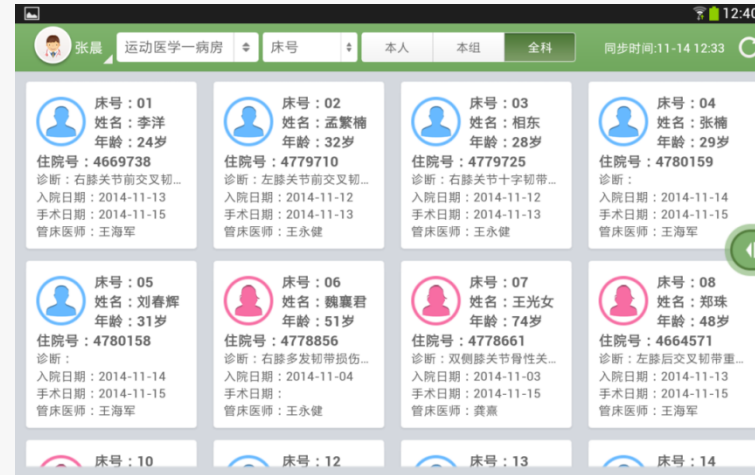 12:40
张晨 运动医学一病房 床号 本人 本组 全科 同步时间:11-14 12:33
床号：01
姓名：李洋
年龄：24岁
住院号：4669738
诊断：右膝关节前交叉韧...
入院日期：2014-11-13
手术日期：2014-11-15
管床医师：王海军
床号：02
姓名：孟繁楠
年龄：32岁
住院号：4779710
诊断：左膝关节前交叉韧...
入院日期：2014-11-12
手术日期：2014-11-13
管床医师：王永健
床号：03
姓名：相东
年龄：28岁
住院号：4779725
诊断：右膝关节十字韧带...
入院日期：2014-11-12
手术日期：2014-11-13
管床医师：王永健
床号：04
姓名：张楠
年龄：29岁
住院号：4780159
诊断：
入院日期：2014-11-14
手术日期：2014-11-15
管床医师：王海军
床号：05
姓名：刘春辉
年龄：31岁
住院号：4780158
诊断：
入院日期：2014-11-14
手术日期：2014-11-15
管床医师：王海军
床号：06
姓名：魏襄君
年龄：51岁
住院号：4778856
诊断：右膝多发韧带损伤...
入院日期：2014-11-04
手术日期：
管床医师：王永健
床号：07
姓名：王光女
年龄：74岁
住院号：4778661
诊断：双侧膝关节骨性关...
入院日期：2014-11-03
手术日期：2014-11-15
管床医师：龚熹
床号：08
姓名：郑珠
年龄：48岁
住院号：4664571
诊断：左膝后交叉韧带重...
入院日期：2014-11-13
手术日期：2014-11-15
管床医师：王海军
床号：10
床号：12
床号：13
床号：14